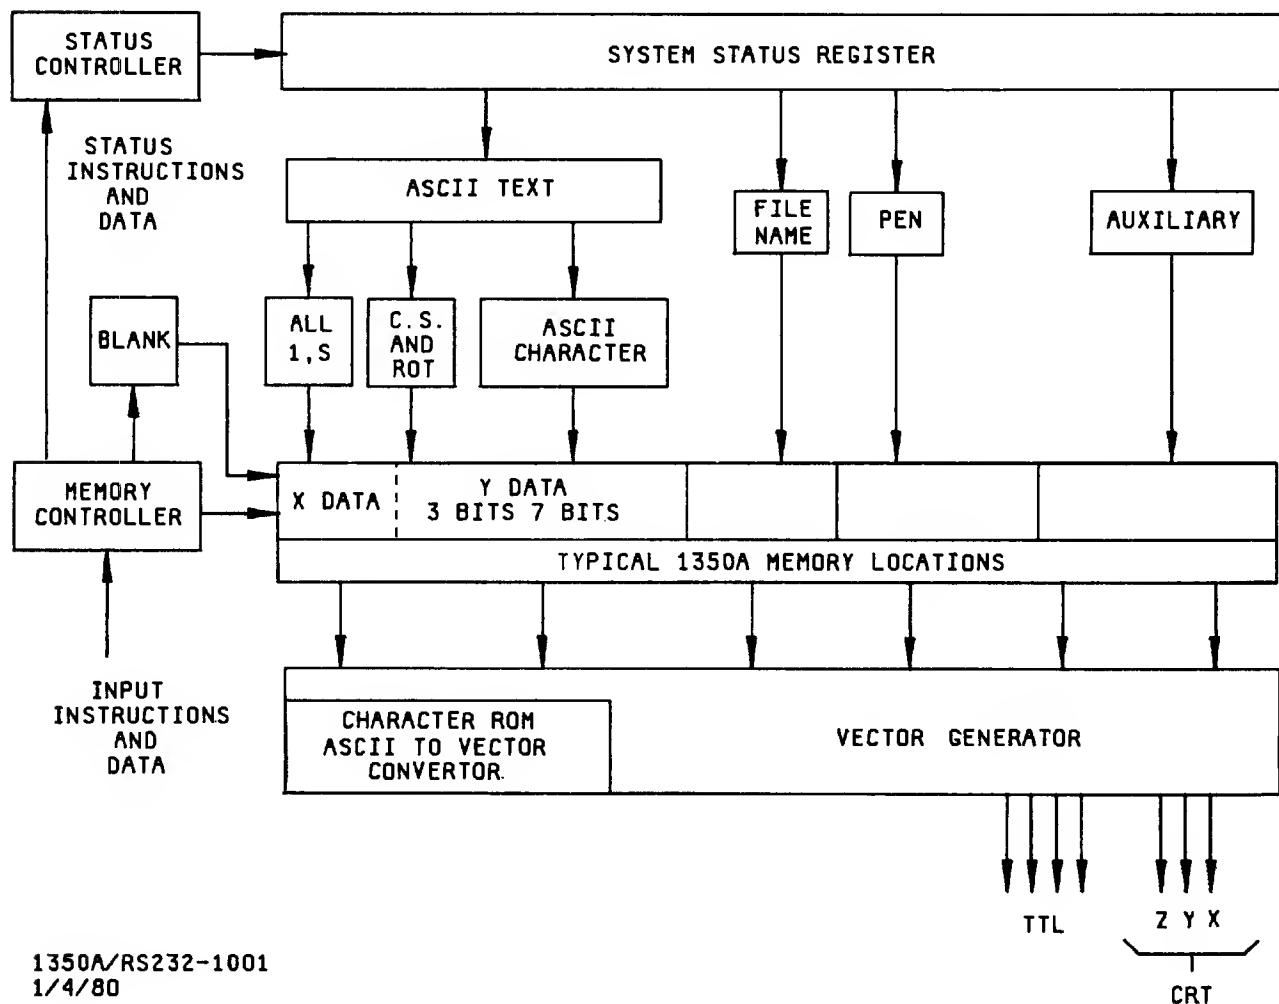 STATUS
CONTROLLER
SYSTEM STATUS REGISTER
STATUS
INSTRUCTIONS
AND
DATA
ASCII TEXT
FILE
NAME
PEN
AUXILIARY
BLANK
ALL
1,S
C.S.
AND
ROT
ASCII
CHARACTER
MEMORY
CONTROLLER
X DATA
Y DATA
3 BITS 7 BITS
TYPICAL 1350A MEMORY LOCATIONS
INPUT
INSTRUCTIONS
AND
DATA
CHARACTER ROM
ASCII TO VECTOR
CONVERTOR.
VECTOR GENERATOR
TTL
Z Y X
CRT
1350A/RS232-1001
1/4/80